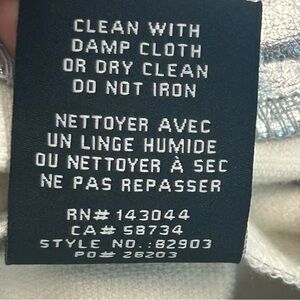 CLEAN WITH
DAMP CLOTH
OR DRY CLEAN
DO NOT IRON
NETTOYER AVEC
UN LINGE HUMIDE
OU NETTOYER À SEC
NE PAS REPASSER
RN# 143044
CA# 58734
STYLE NO.:82903
PO# 28203